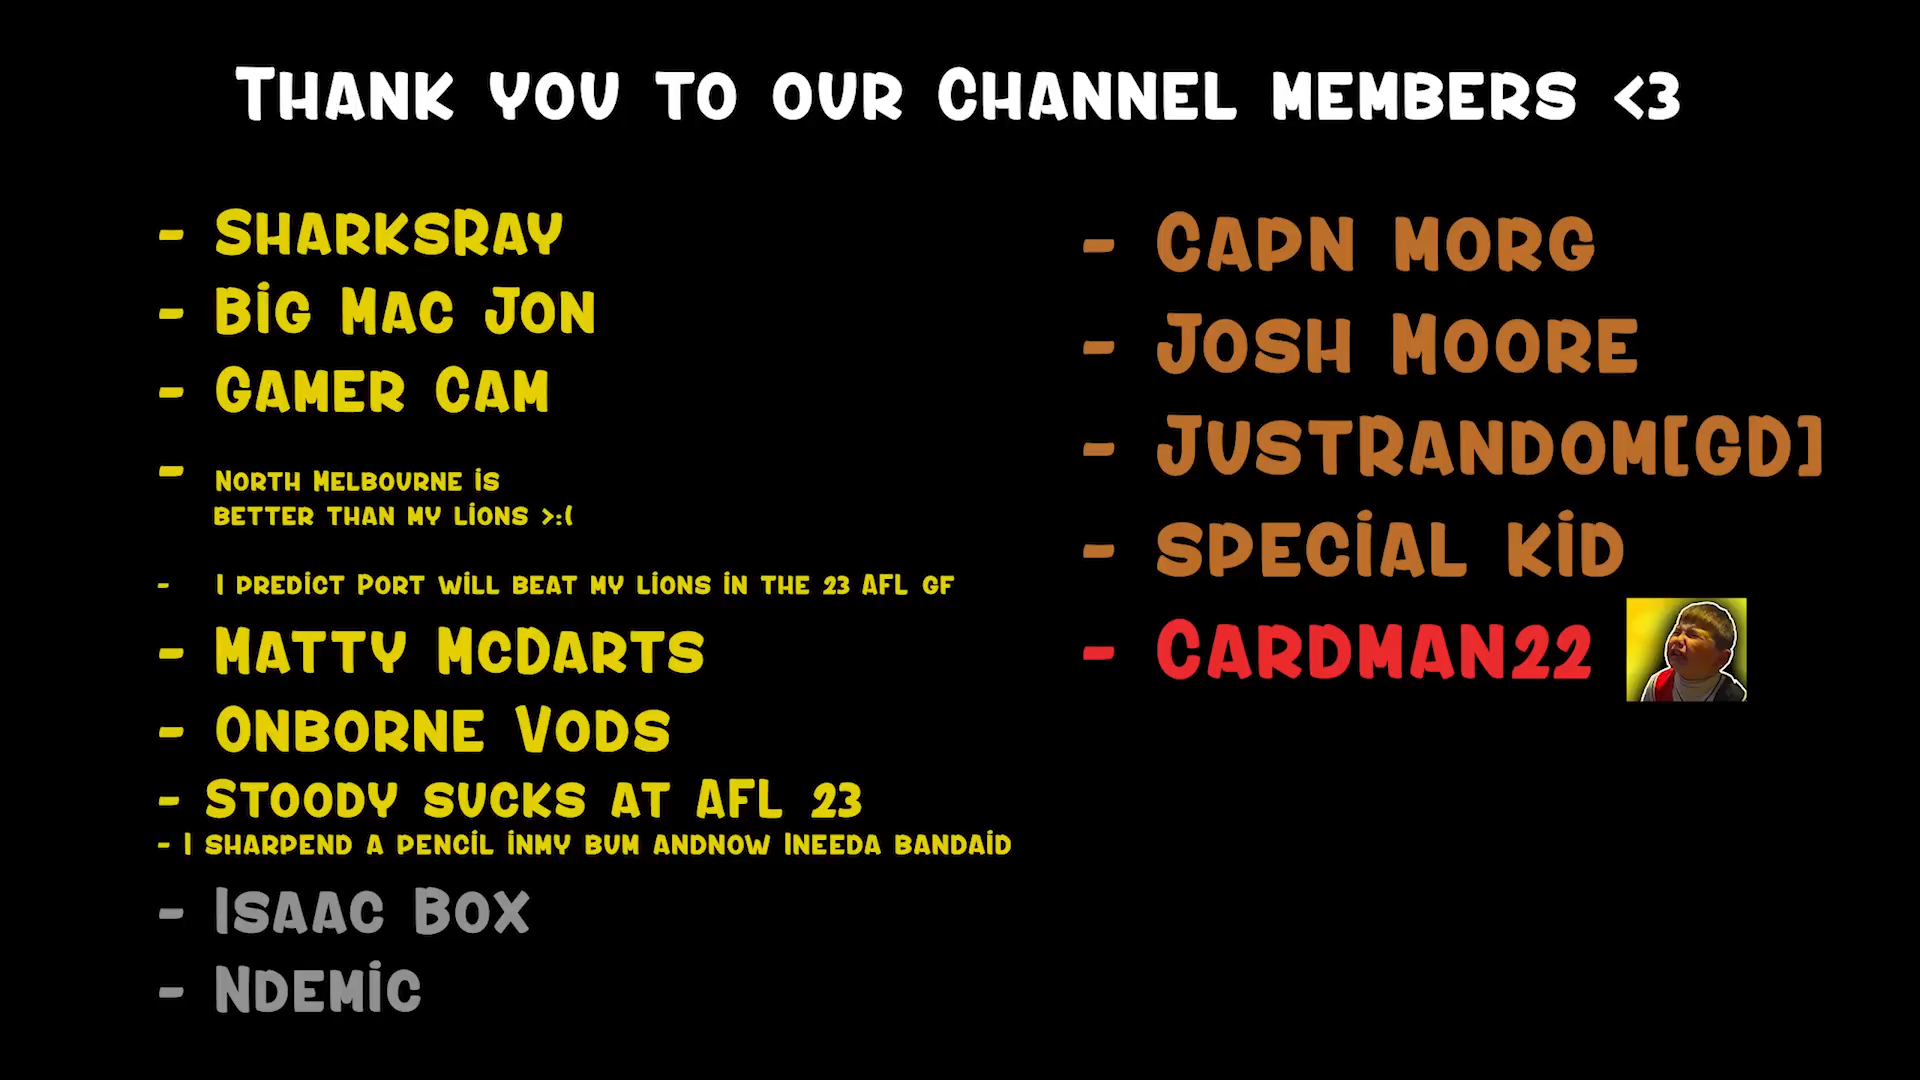 Thank you to our Channel members <3
- SharksRay
- Big Mac Jon
- Gamer Cam
- North Melbourne is
better than my lions >:(
- I predict Port will beat my lions in the 23 AFL GF
- Matty McDarts
- Onborne Vods
- Stoody sucks at AFL 23
- I sharpend a pencil inmy bum andnow Ineeda bandaid
- Isaac Box
- Ndemic
- Capn Morg
- Josh Moore
- JustRandom[GD]
- special kid
- Cardman22